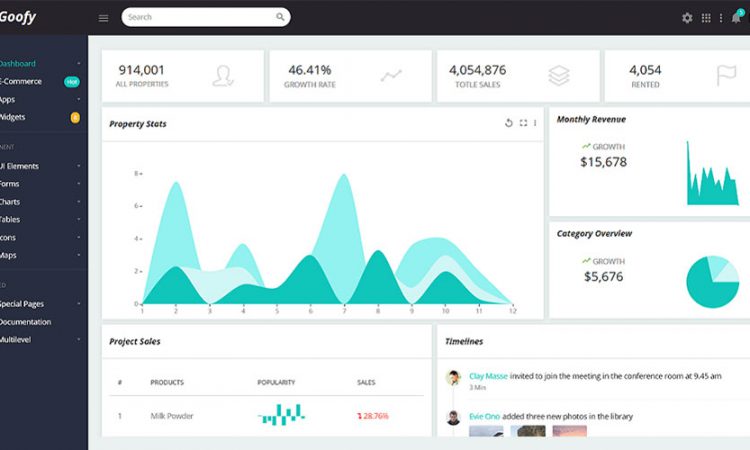 Goofy
Search
5
Dashboard
E-Commerce
Hot
Apps
Widgets
8
NENT
UI Elements
Forms
Charts
Tables
Icons
Maps
ED
Special Pages
Documentation
Multilevel
914,001
ALL PROPERTIES
46.41%
GROWTH RATE
4,054,876
TOTLE SALES
4,054
RENTED
Property Stats
8
6
4
2
0
1 2 3 4 5 6 7 8 9 10 11 12
Monthly Revenue
GROWTH
$15,678
Category Overview
GROWTH
$5,676
Project Sales
# PRODUCTS POPULARITY SALES
1 Milk Powder 28.76%
Timelines
Clay Masse invited to join the meeting in the conference room at 9.45 am
3 Min
Evie Ono added three new photos in the library